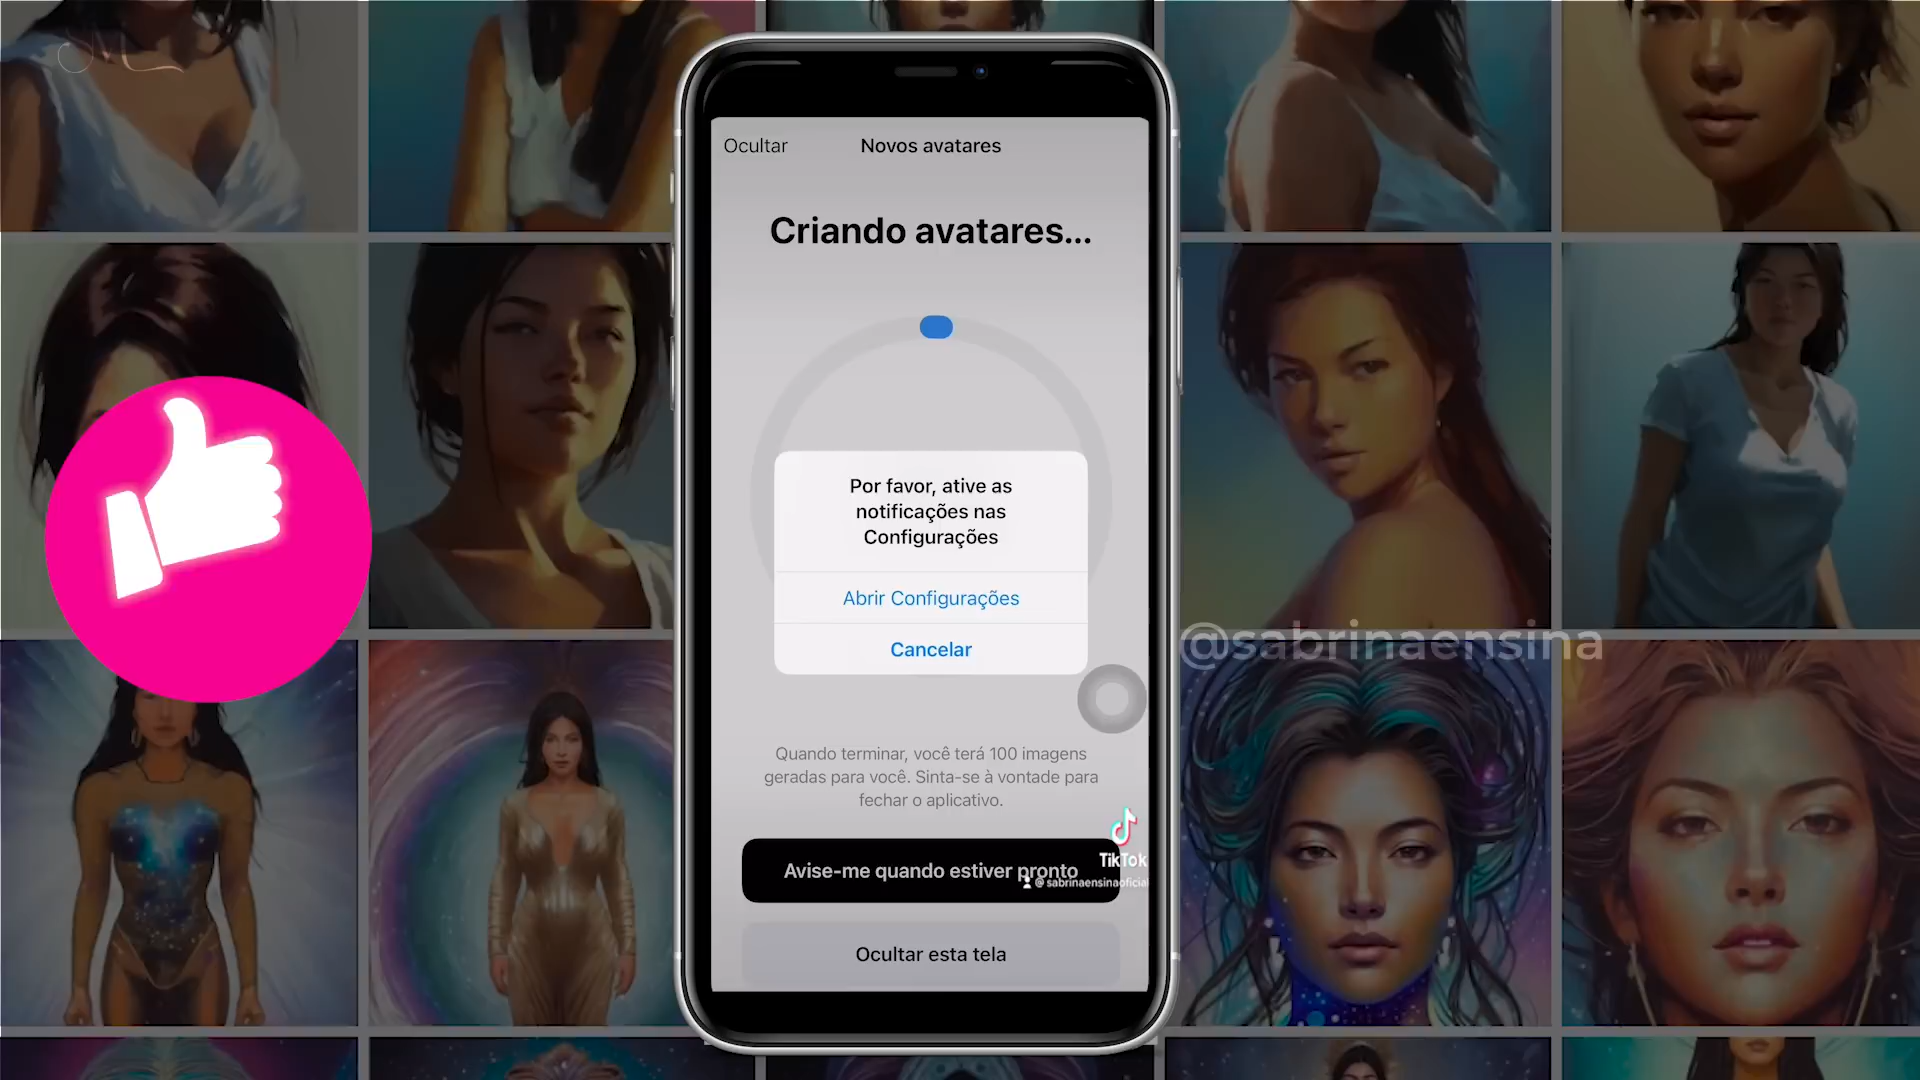 SM
Ocultar
Novos avatares
Criando avatares...
Por favor, ative as
notificações nas
Configurações
Abrir Configurações
Cancelar
@sabrinaensina
Quando terminar, você terá 100 imagens
geradas para você. Sinta-se à vontade para
fechar o aplicativo.
Avise-me quando estiver pronto
TikTok
@sabrinaensinaoficial
Ocultar esta tela